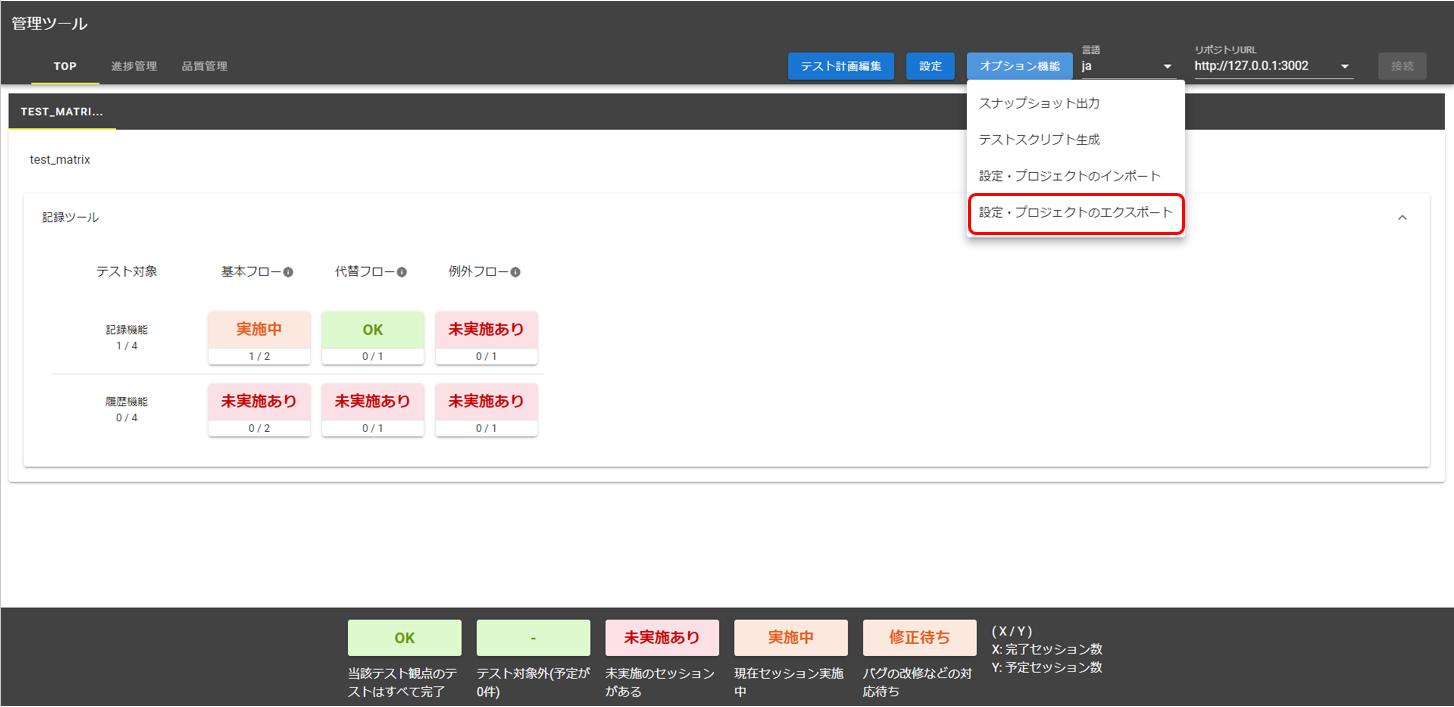 管理ツール
TOP
進捗管理
品質管理
テスト計画編集
設定
オプション機能
言語
ja
リポジトリURL
http://127.0.0.1:3002
接続
スナップショット出力
テストスクリプト生成
設定・プロジェクトのインポート
設定・プロジェクトのエクスポート
TEST_MATRI...
test_matrix
記録ツール
テスト対象
基本フロー
代替フロー
例外フロー
記録機能
1 / 4
実施中
1 / 2
OK
0 / 1
未実施あり
0 / 1
履歴機能
0 / 4
未実施あり
0 / 2
未実施あり
0 / 1
未実施あり
0 / 1
OK
当該テスト観点のテ
ストはすべて完了
-
テスト対象外(予定が
0件)
未実施あり
未実施のセッション
がある
実施中
現在セッション実施
中
修正待ち
バグの改修などの対
応待ち
( X / Y )
X: 完了セッション数
Y: 予定セッション数